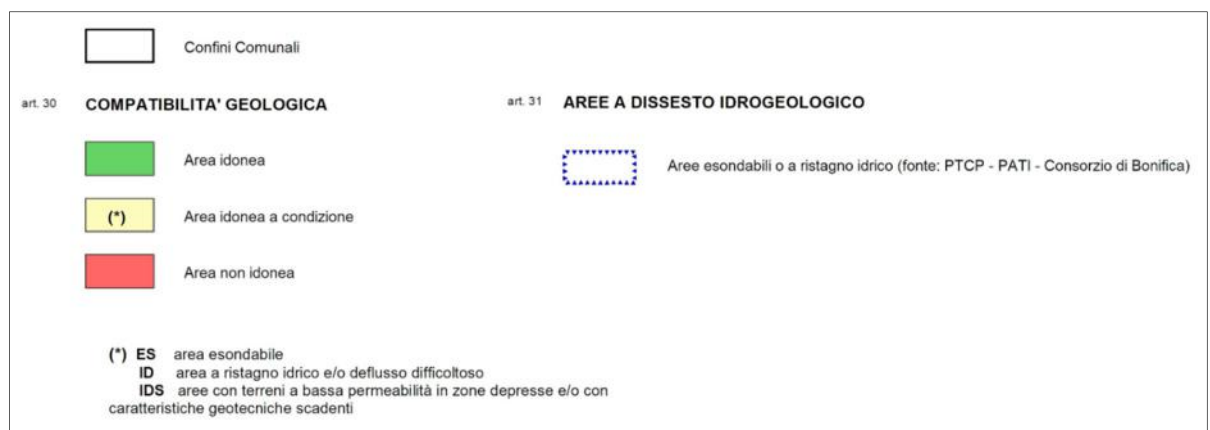 Confini Comunali
art. 30 COMPATIBILITA' GEOLOGICA
Area idonea
(*) Area idonea a condizione
Area non idonea
(*) ES area esondabile
ID area a ristagno idrico e/o deflusso difficoltoso
IDS aree con terreni a bassa permeabilità in zone depresse e/o con
caratteristiche geotecniche scadenti
art. 31 AREE A DISSESTO IDROGEOLOGICO
Aree esondabili o a ristagno idrico (fonte: PTCP - PATI - Consorzio di Bonifica)